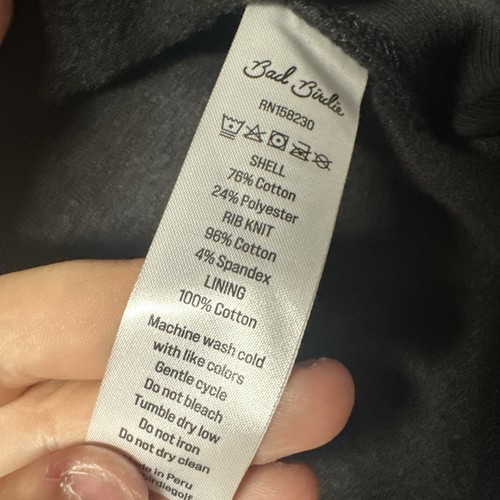 Bad Birdie
RN158230
SHELL
76% Cotton
24% Polyester
RIB KNIT
96% Cotton
4% Spandex
LINING
100% Cotton
Machine wash cold
with like colors
Gentle cycle
Do not bleach
Tumble dry low
Do not iron
Do not dry clean
in Peru